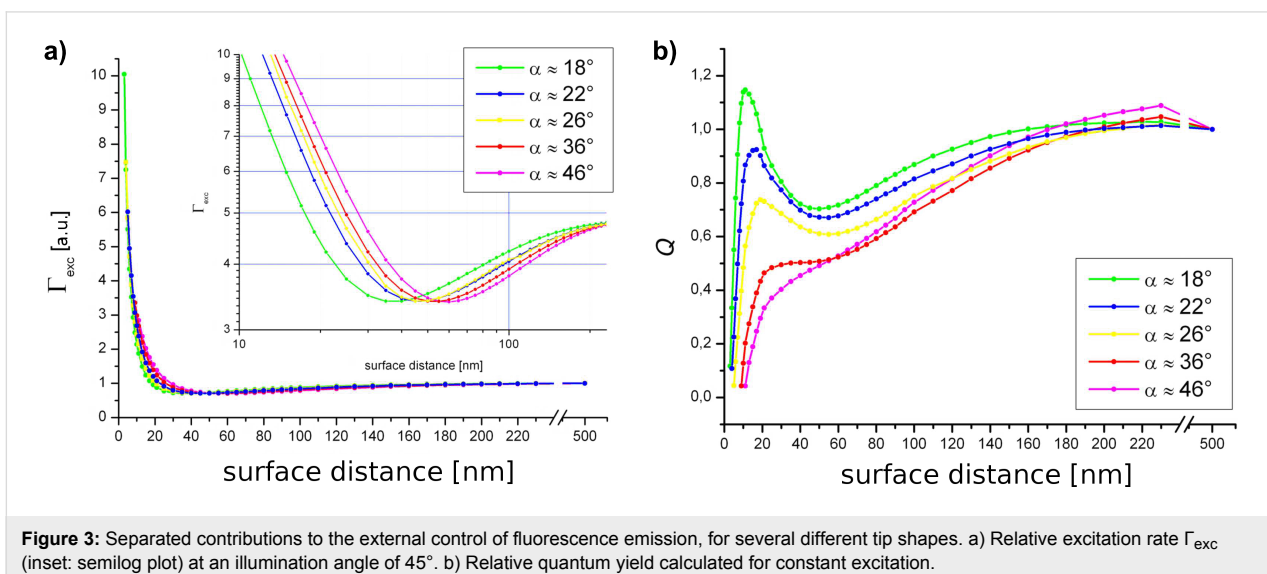 a)
Γexc [a.u.]
10
9
8
7
6
5
4
3
2
1
0
0 20 40 60 80 100 120 140 160 180 200 220 500
surface distance [nm]
Γexc
10
9
8
7
6
5
4
3
10 100
surface distance [nm]
α ≈ 18°
α ≈ 22°
α ≈ 26°
α ≈ 36°
α ≈ 46°
b)
Q
1,2
1,0
0,8
0,6
0,4
0,2
0,0
0 20 40 60 80 100 120 140 160 180 200 220 500
surface distance [nm]
α ≈ 18°
α ≈ 22°
α ≈ 26°
α ≈ 36°
α ≈ 46°
Figure 3: Separated contributions to the external control of fluorescence emission, for several different tip shapes. a) Relative excitation rate Γexc
(inset: semilog plot) at an illumination angle of 45°. b) Relative quantum yield calculated for constant excitation.